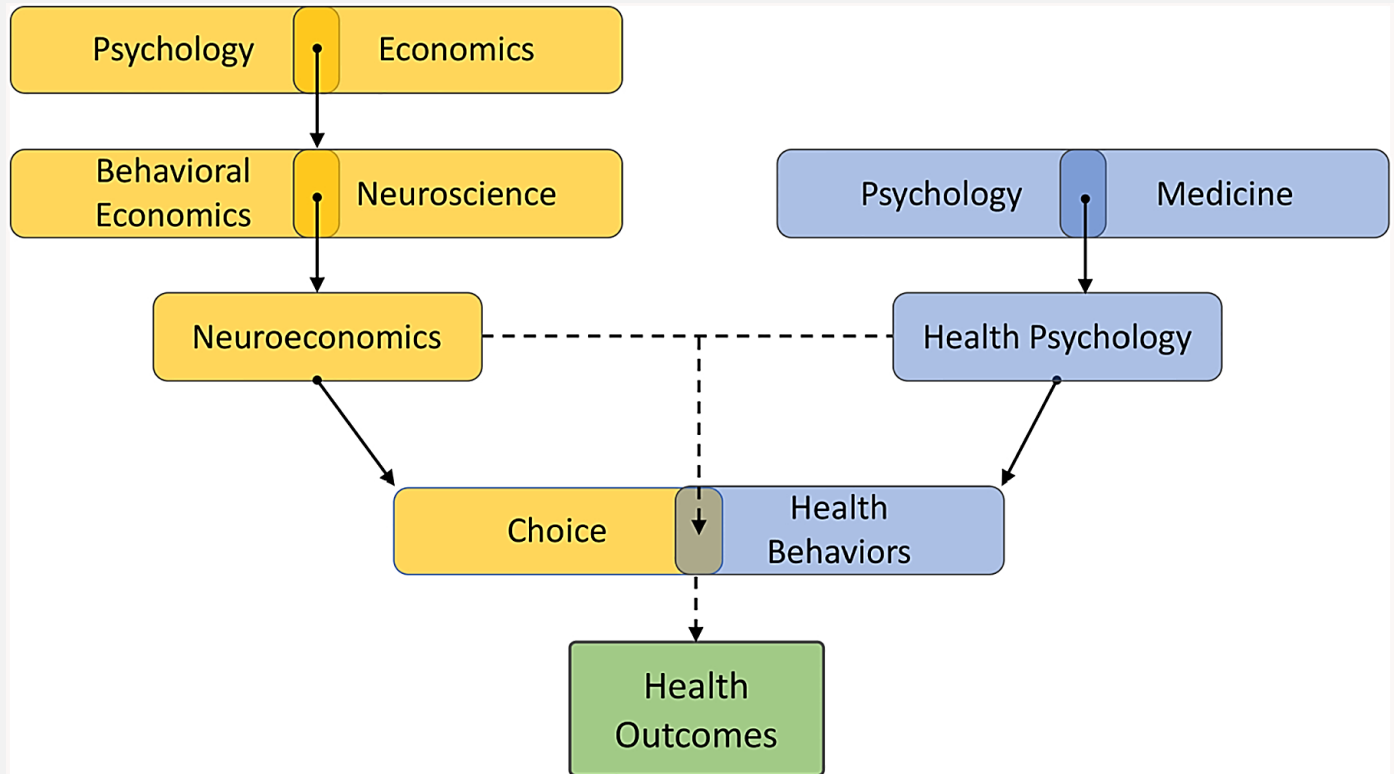 Psychology
Economics
Behavioral
Economics
Neuroscience
Psychology
Medicine
Neuroeconomics
Health Psychology
Choice
Health
Behaviors
Health
Outcomes